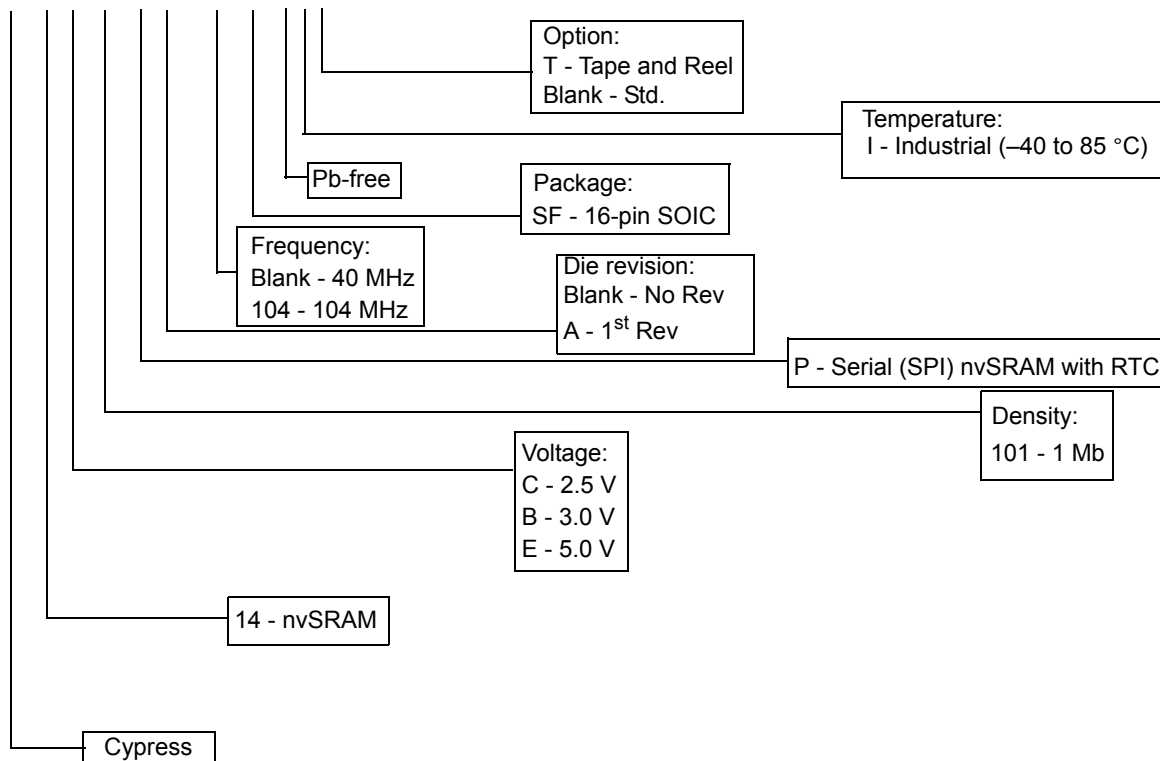 Option:
T - Tape and Reel
Blank - Std.
Temperature:
I - Industrial (–40 to 85 °C)
Pb-free
Package:
SF - 16-pin SOIC
Frequency:
Blank - 40 MHz
104 - 104 MHz
Die revision:
Blank - No Rev
A - 1st Rev
P - Serial (SPI) nvSRAM with RTC
Density:
101 - 1 Mb
Voltage:
C - 2.5 V
B - 3.0 V
E - 5.0 V
14 - nvSRAM
Cypress